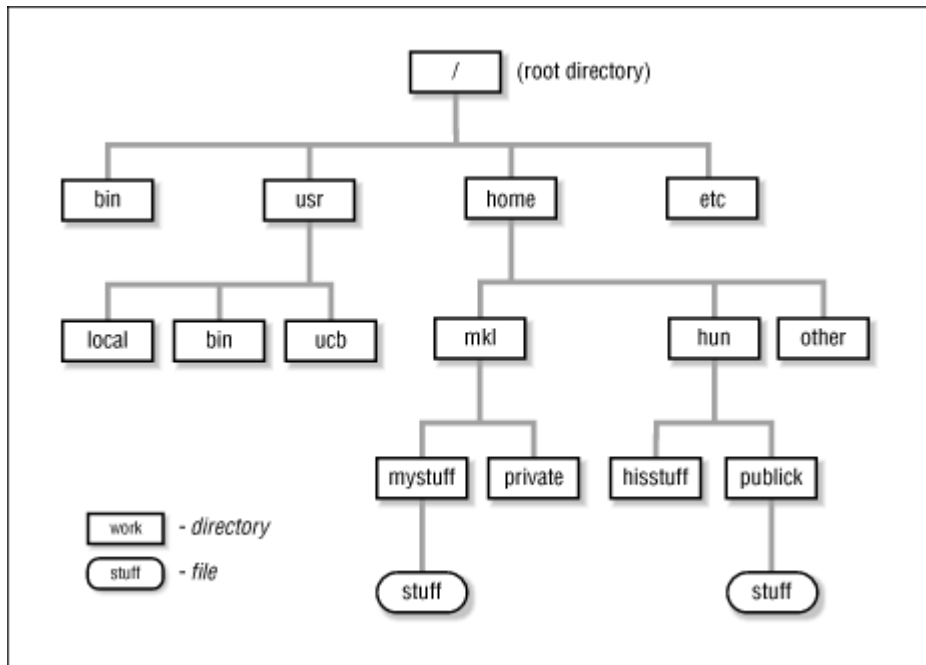 / (root directory)
bin usr home etc
local bin ucb mkl hun other
mystuff private hisstuff publick
work - directory
stuff - file
stuff stuff